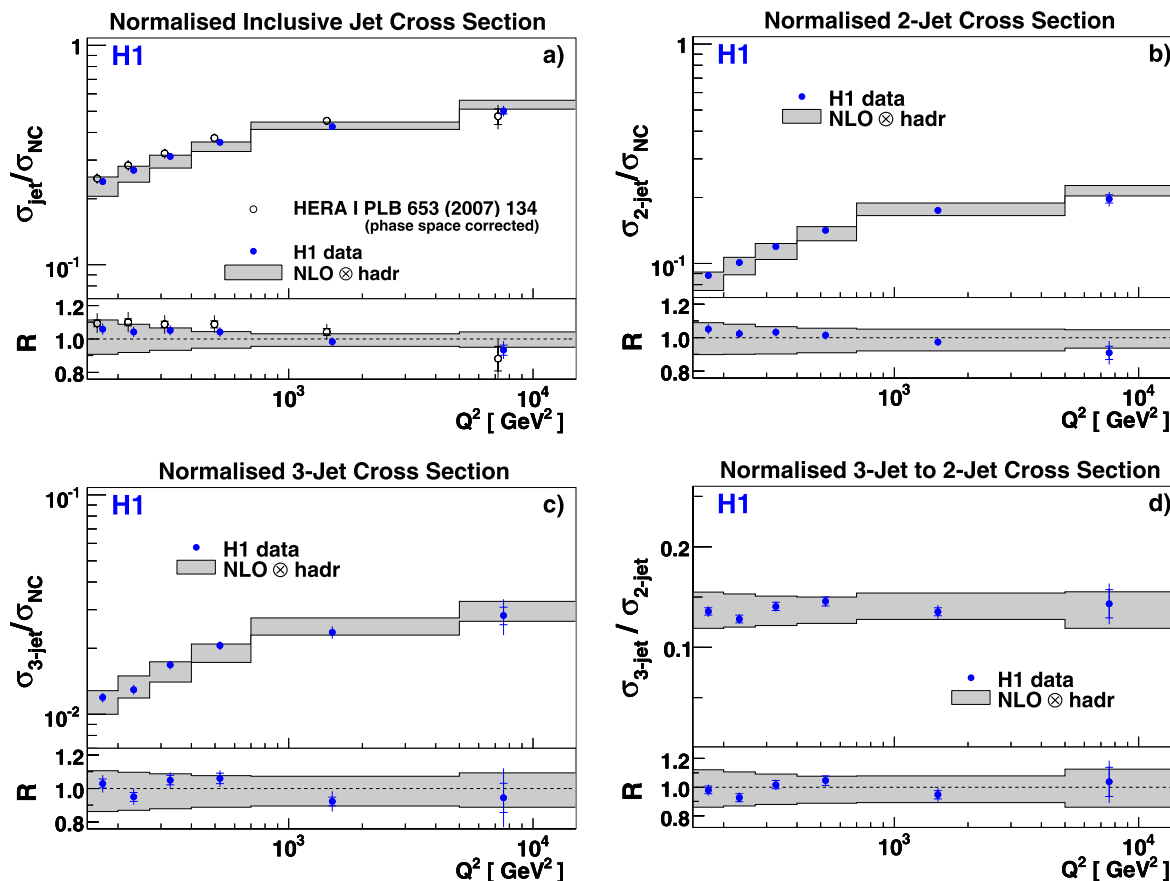 Normalised Inclusive Jet Cross Section
H1
a)
1
10⁻¹
σjet/σNC
HERA I PLB 653 (2007) 134
(phase space corrected)
H1 data
NLO ⊗ hadr
R
1.2
1.0
0.8
10³
10⁴
Q² [ GeV² ]
Normalised 2-Jet Cross Section
H1
b)
1
10⁻¹
σ2-jet/σNC
H1 data
NLO ⊗ hadr
R
1.2
1.0
0.8
10³
10⁴
Q² [ GeV² ]
Normalised 3-Jet Cross Section
H1
c)
10⁻¹
10⁻²
σ3-jet/σNC
H1 data
NLO ⊗ hadr
R
1.2
1.0
0.8
10³
10⁴
Q² [ GeV² ]
Normalised 3-Jet to 2-Jet Cross Section
H1
d)
0.2
0.1
σ3-jet / σ2-jet
H1 data
NLO ⊗ hadr
R
1.2
1.0
0.8
10³
10⁴
Q² [ GeV² ]